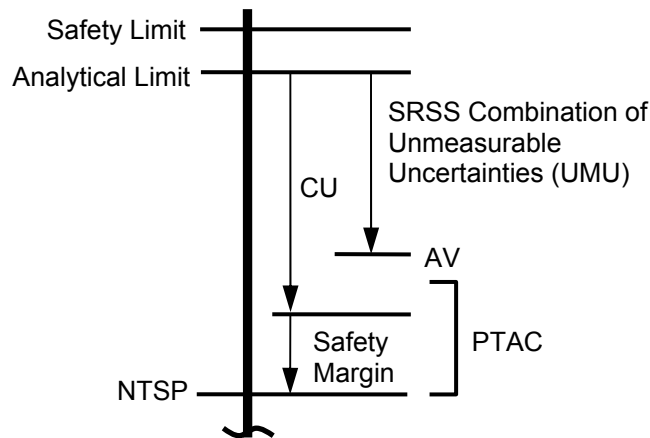 Safety Limit
Analytical Limit
SRSS Combination of
Unmeasurable
Uncertainties (UMU)
CU
AV
Safety
Margin
PTAC
NTSP